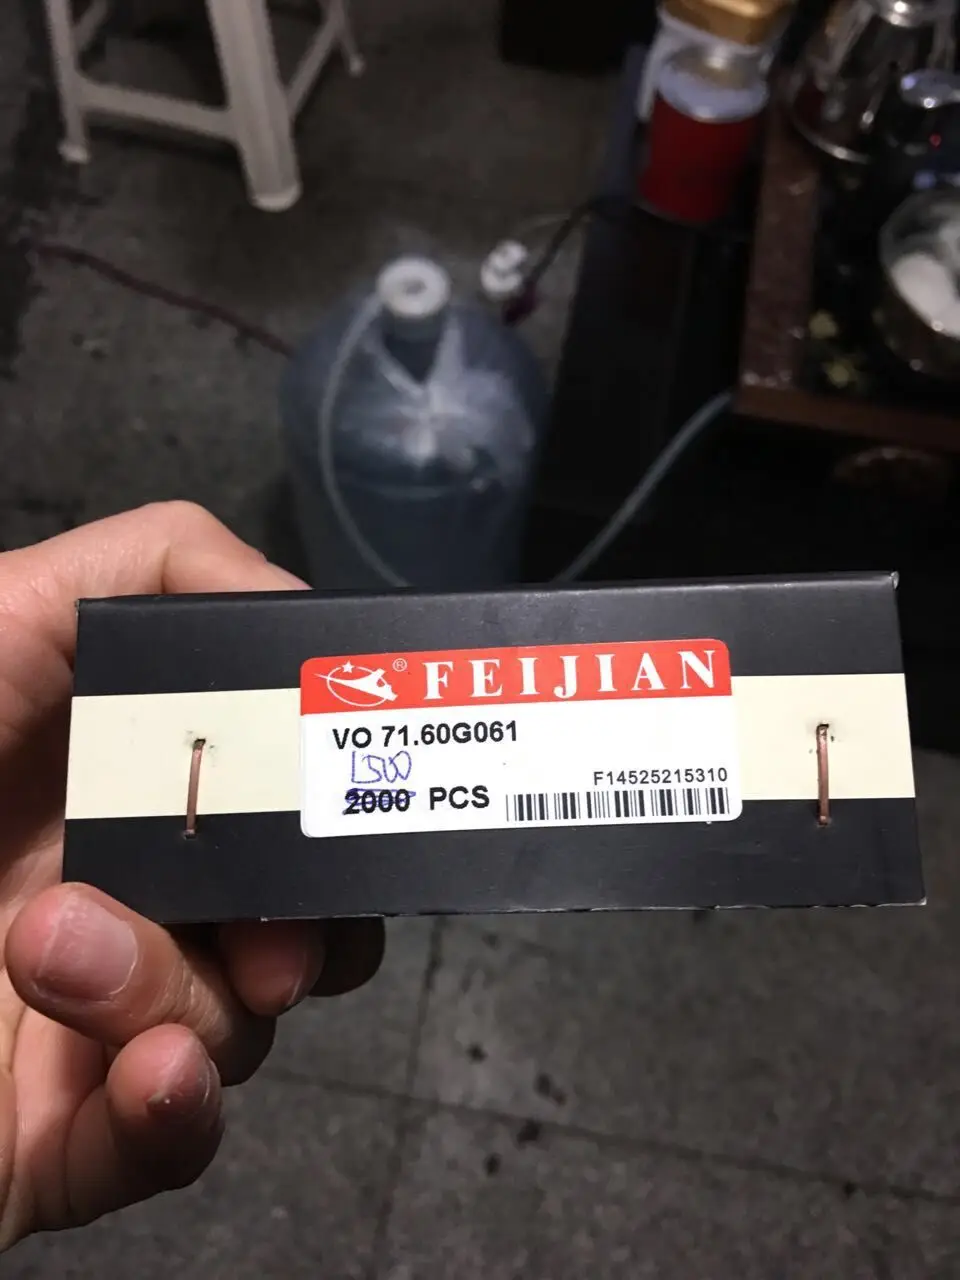 ® FEIJIAN
VO 71.60G061
1500
2000 PCS
F14525215310